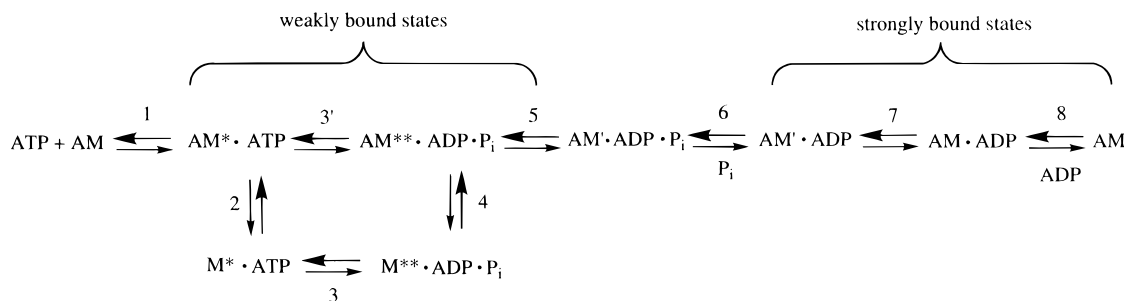 weakly bound states
strongly bound states
1 3' 5 6 7 8
ATP + AM AM* · ATP AM** · ADP · Pi AM' · ADP · Pi AM' · ADP AM · ADP AM
Pi ADP
2 4
M* · ATP M** · ADP · Pi
3